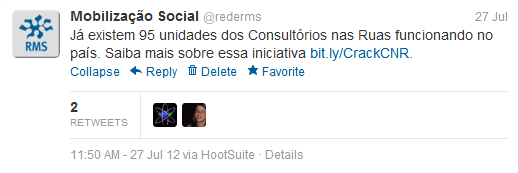 Mobilização Social @rederms 27 Jul
RMS
Já existem 95 unidades dos Consultórios nas Ruas funcionando no
país. Saiba mais sobre essa iniciativa bit.ly/CrackCNR.
Collapse Reply Delete Favorite
2
RETWEETS
11:50 AM - 27 Jul 12 via HootSuite · Details